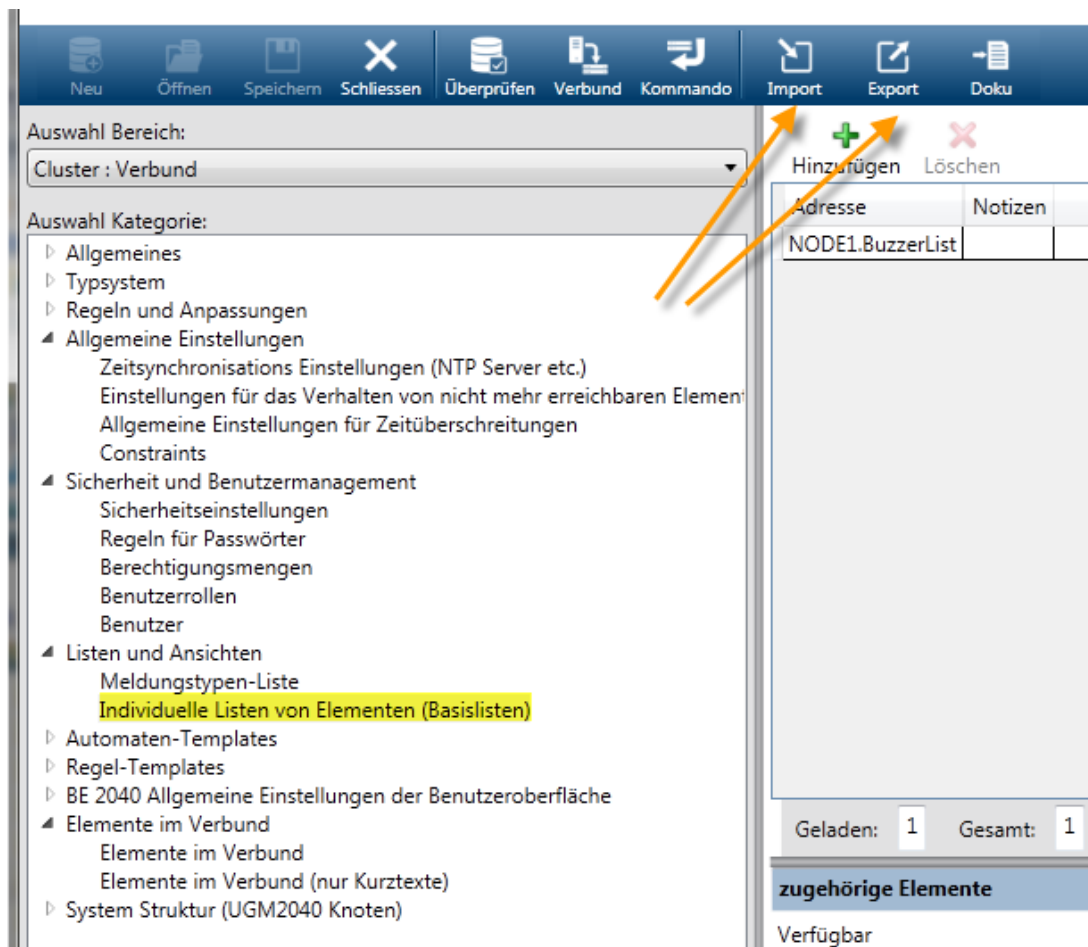 Neu Öffnen Speichern Schliessen Überprüfen Verbund Kommando Import Export Doku
Auswahl Bereich:
Cluster : Verbund
Auswahl Kategorie:
Allgemeines
Typsystem
Regeln und Anpassungen
Allgemeine Einstellungen
Zeitsynchronisations Einstellungen (NTP Server etc.)
Einstellungen für das Verhalten von nicht mehr erreichbaren Element
Allgemeine Einstellungen für Zeitüberschreitungen
Constraints
Sicherheit und Benutzermanagement
Sicherheitseinstellungen
Regeln für Passwörter
Berechtigungsmengen
Benutzerrollen
Benutzer
Listen und Ansichten
Meldungstypen-Liste
Individuelle Listen von Elementen (Basislisten)
Automaten-Templates
Regel-Templates
BE 2040 Allgemeine Einstellungen der Benutzeroberfläche
Elemente im Verbund
Elemente im Verbund
Elemente im Verbund (nur Kurztexte)
System Struktur (UGM2040 Knoten)
Hinzufügen Löschen
Adresse Notizen
NODE1.BuzzerList
Geladen: 1 Gesamt: 1
zugehörige Elemente
Verfügbar